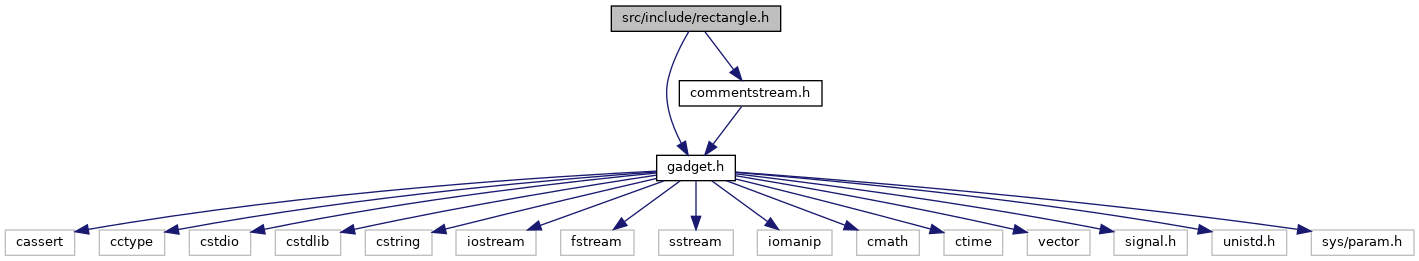 src/include/rectangle.h
commentstream.h
gadget.h
cassert
cctype
cstdio
cstdlib
cstring
iostream
fstream
sstream
iomanip
cmath
ctime
vector
signal.h
unistd.h
sys/param.h